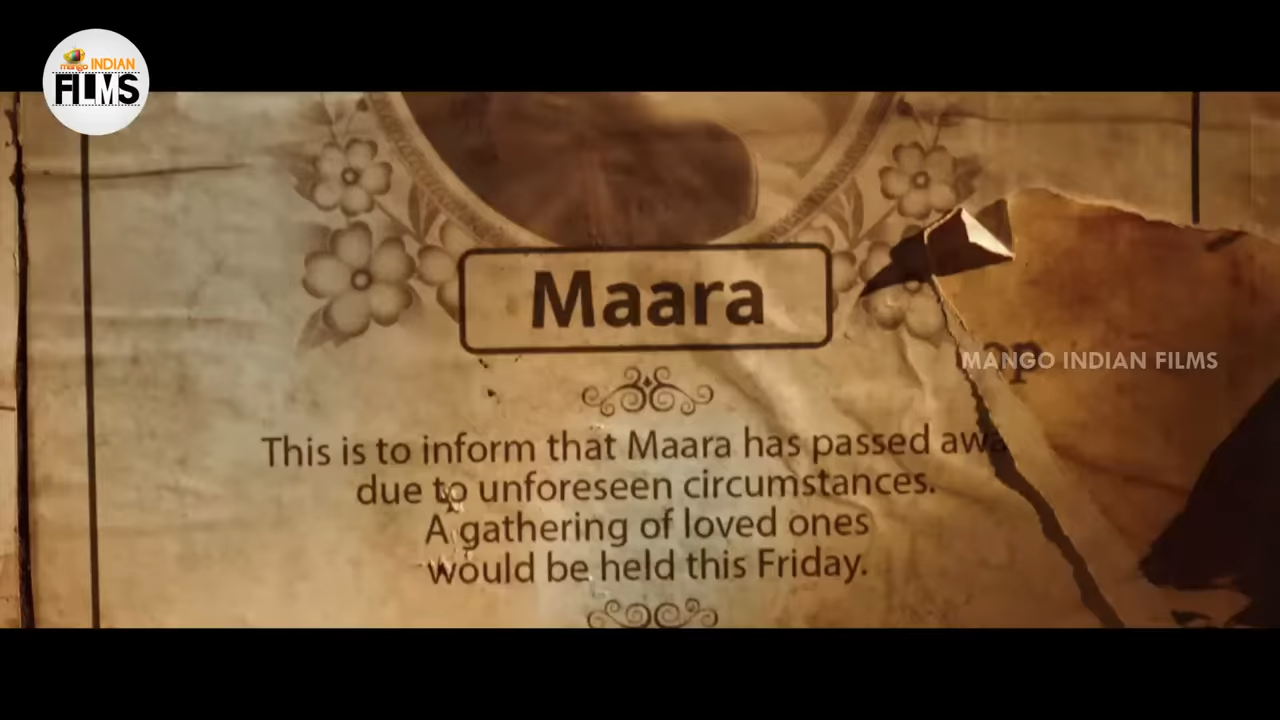 mango INDIAN
FILMS
Maara
MANGO INDIAN FILMS
This is to inform that Maara has passed awa
due to unforeseen circumstances.
A gathering of loved ones
would be held this Friday.